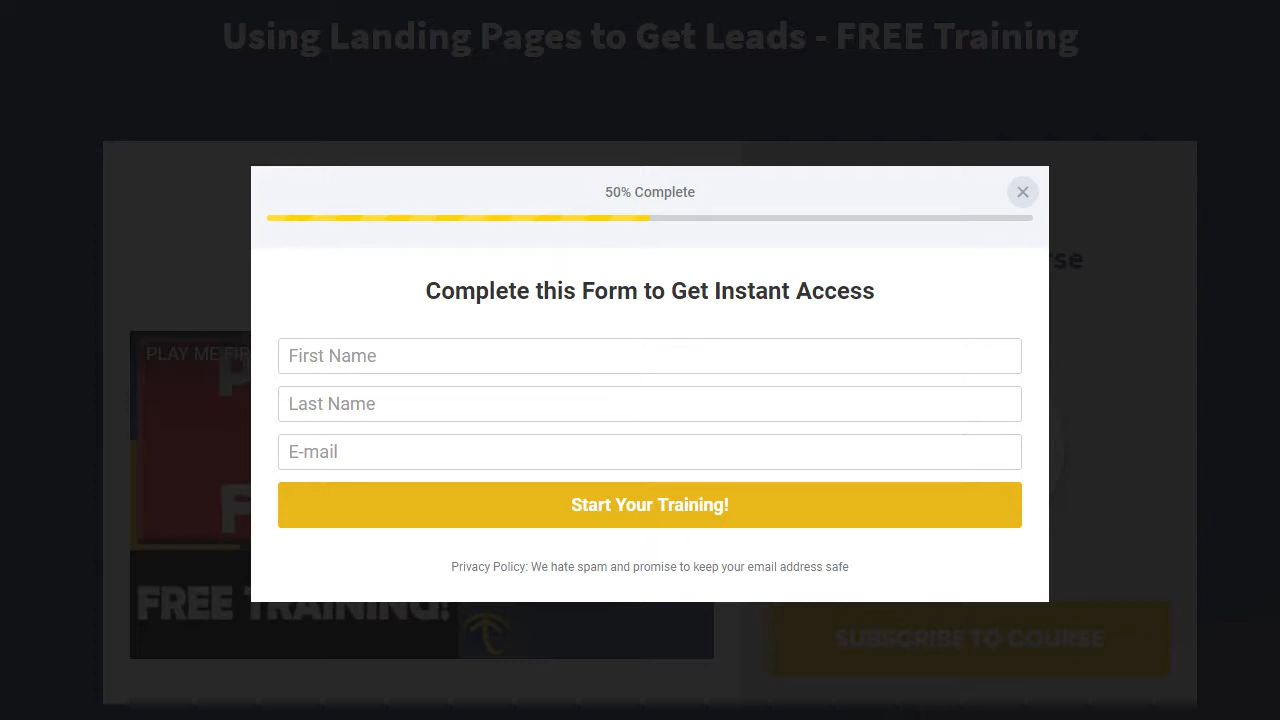 Using Landing Pages to Get Leads - FREE Training
50% Complete
Complete this Form to Get Instant Access
First Name
Last Name
E-mail
Start Your Training!
Privacy Policy: We hate spam and promise to keep your email address safe
PLAY ME
FREE TRAINING!
SUBSCRIBE TO COURSE